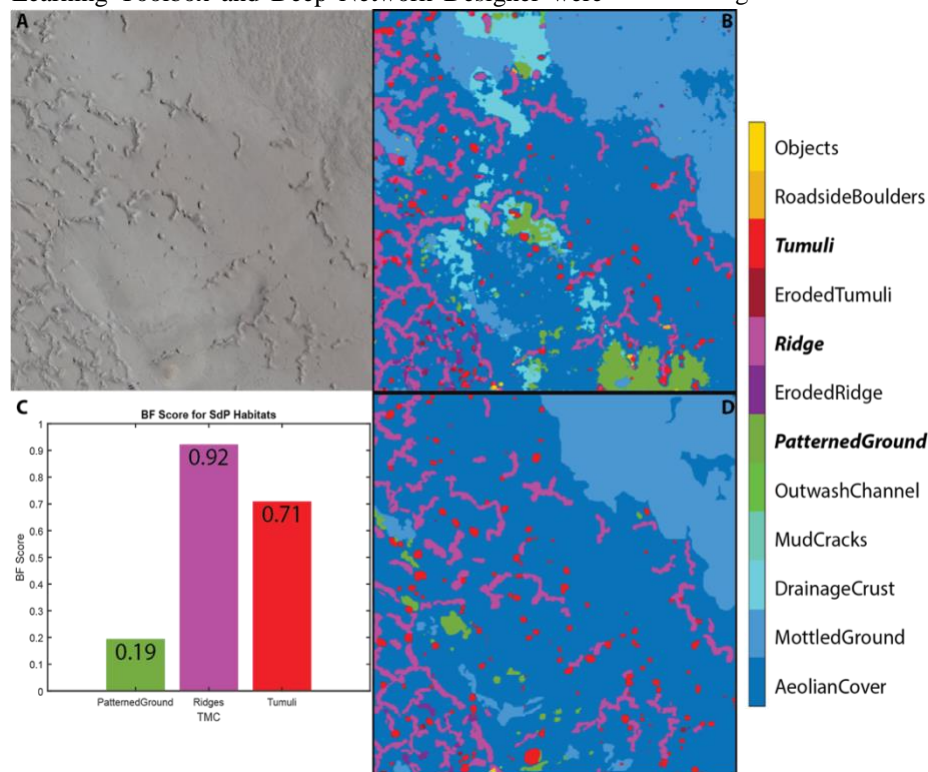 Learning Toolbox and Deep Network Designer were
A
B
Objects
RoadsideBoulders
Tumuli
ErodedTumuli
Ridge
ErodedRidge
PatternedGround
OutwashChannel
MudCracks
DrainageCrust
MottledGround
AeolianCover
C
BF Score for SdP Habitats
1
0.9
0.8
0.7
0.6
0.5
0.4
0.3
0.2
0.1
0
BF Score
0.19
0.92
0.71
PatternedGround Ridges Tumuli
TMC
D